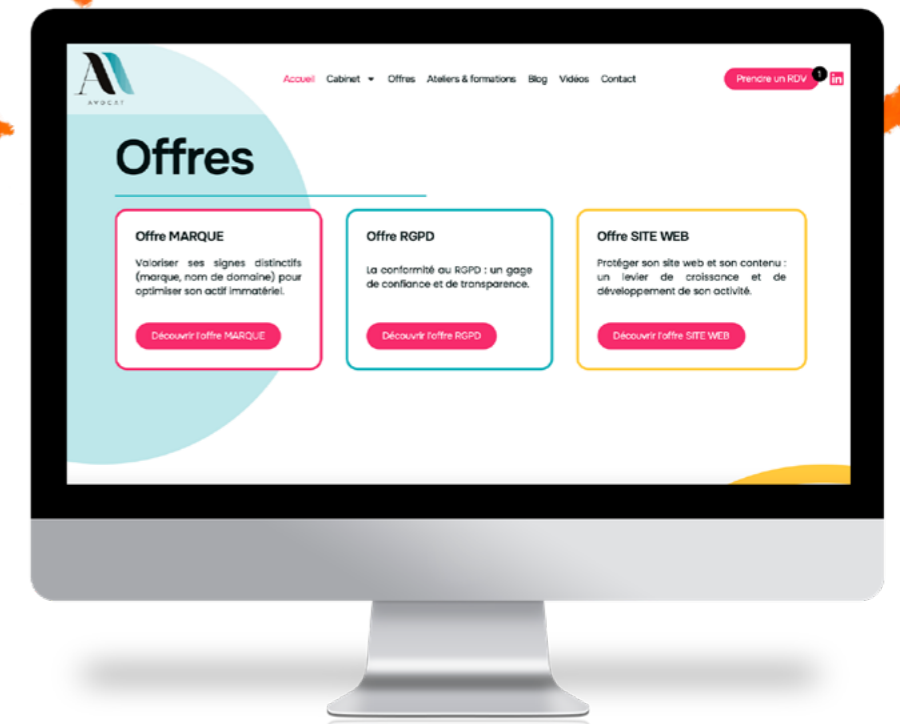 AVOCAT
Accueil Cabinet Offres Ateliers & formations Blog Vidéos Contact
Prendre un RDV 1 in
Offres
Offre MARQUE
Valoriser ses signes distinctifs
(marque, nom de domaine) pour
optimiser son actif immatériel.
Découvrir l'offre MARQUE
Offre RGPD
La conformité au RGPD : un gage
de confiance et de transparence.
Découvrir l'offre RGPD
Offre SITE WEB
Protéger son site web et son contenu :
un levier de croissance et de
développement de son activité.
Découvrir l'offre SITE WEB